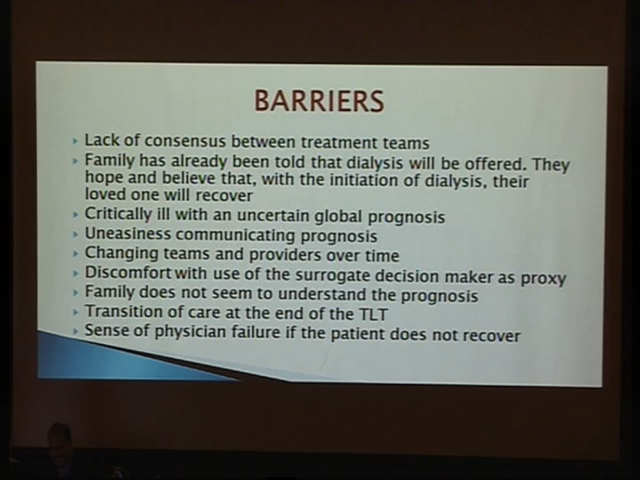 BARRIERS
Lack of consensus between treatment teams
Family has already been told that dialysis will be offered. They
hope and believe that, with the initiation of dialysis, their
loved one will recover
Critically ill with an uncertain global prognosis
Uneasiness communicating prognosis
Changing teams and providers over time
Discomfort with use of the surrogate decision maker as proxy
Family does not seem to understand the prognosis
Transition of care at the end of the TLT
Sense of physician failure if the patient does not recover